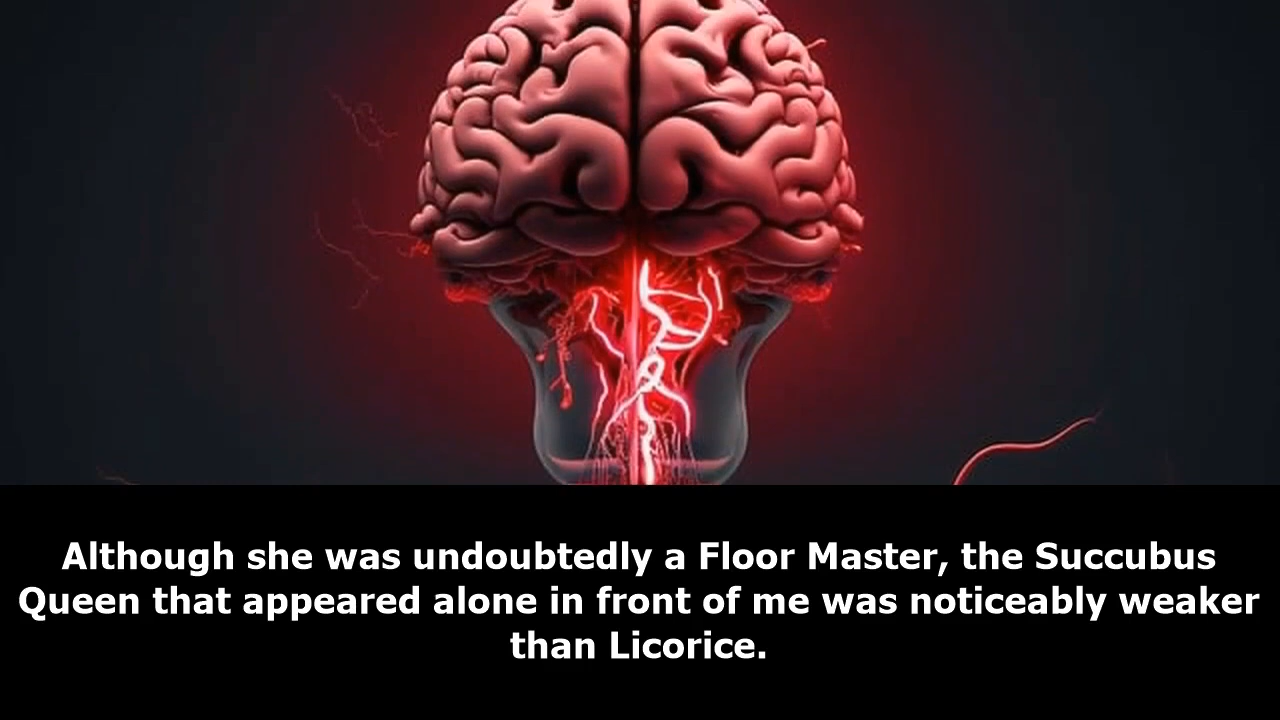 Although she was undoubtedly a Floor Master, the Succubus
Queen that appeared alone in front of me was noticeably weaker
than Licorice.